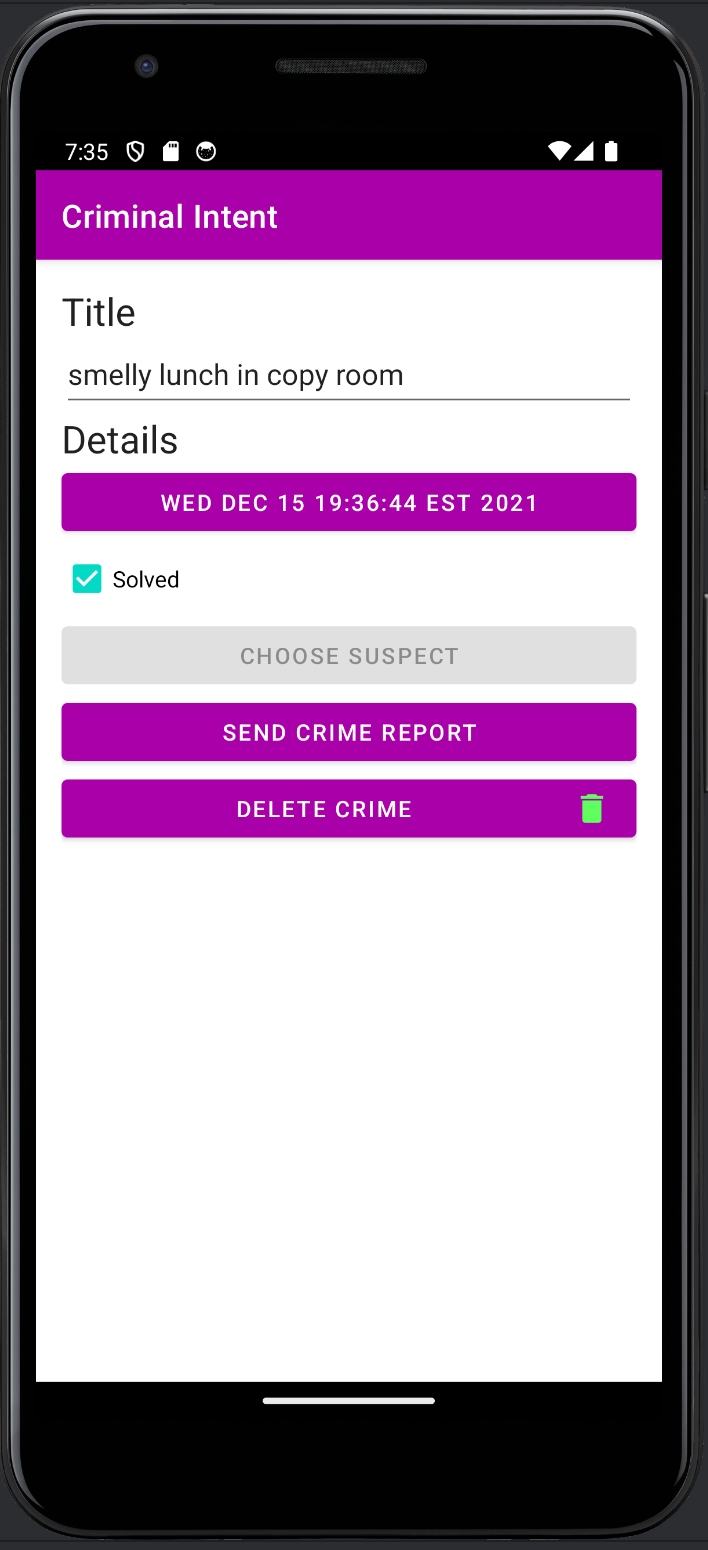 7:35
Criminal Intent
Title
smelly lunch in copy room
Details
WED DEC 15 19:36:44 EST 2021
Solved
CHOOSE SUSPECT
SEND CRIME REPORT
DELETE CRIME